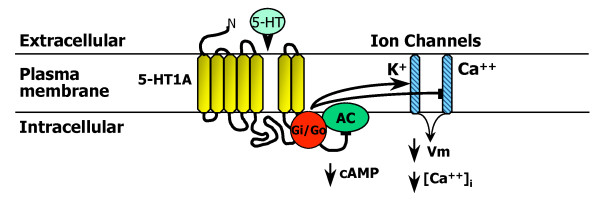 N
5-HT
Extracellular
Ion Channels
Plasma
membrane
5-HT1A
K+
Ca++
Intracellular
Gi/Go
AC
Vm
cAMP
[Ca++]i